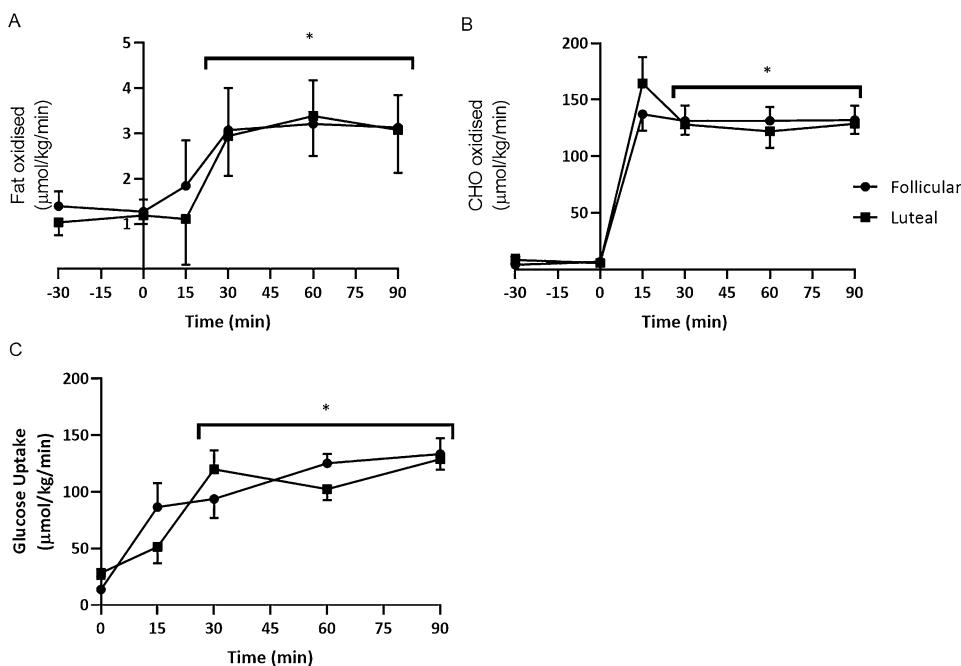 A
Fat oxidised
(µmol/kg/min)
5
4
3
2
1
*
-30 -15 0 15 30 45 60 75 90
Time (min)
B
CHO oxidised
(µmol/kg/min)
200
150
100
50
*
-30 -15 0 15 30 45 60 75 90
Time (min)
Follicular
Luteal
C
Glucose Uptake
(µmol/kg/min)
200
150
100
50
0
*
0 15 30 45 60 75 90
Time (min)